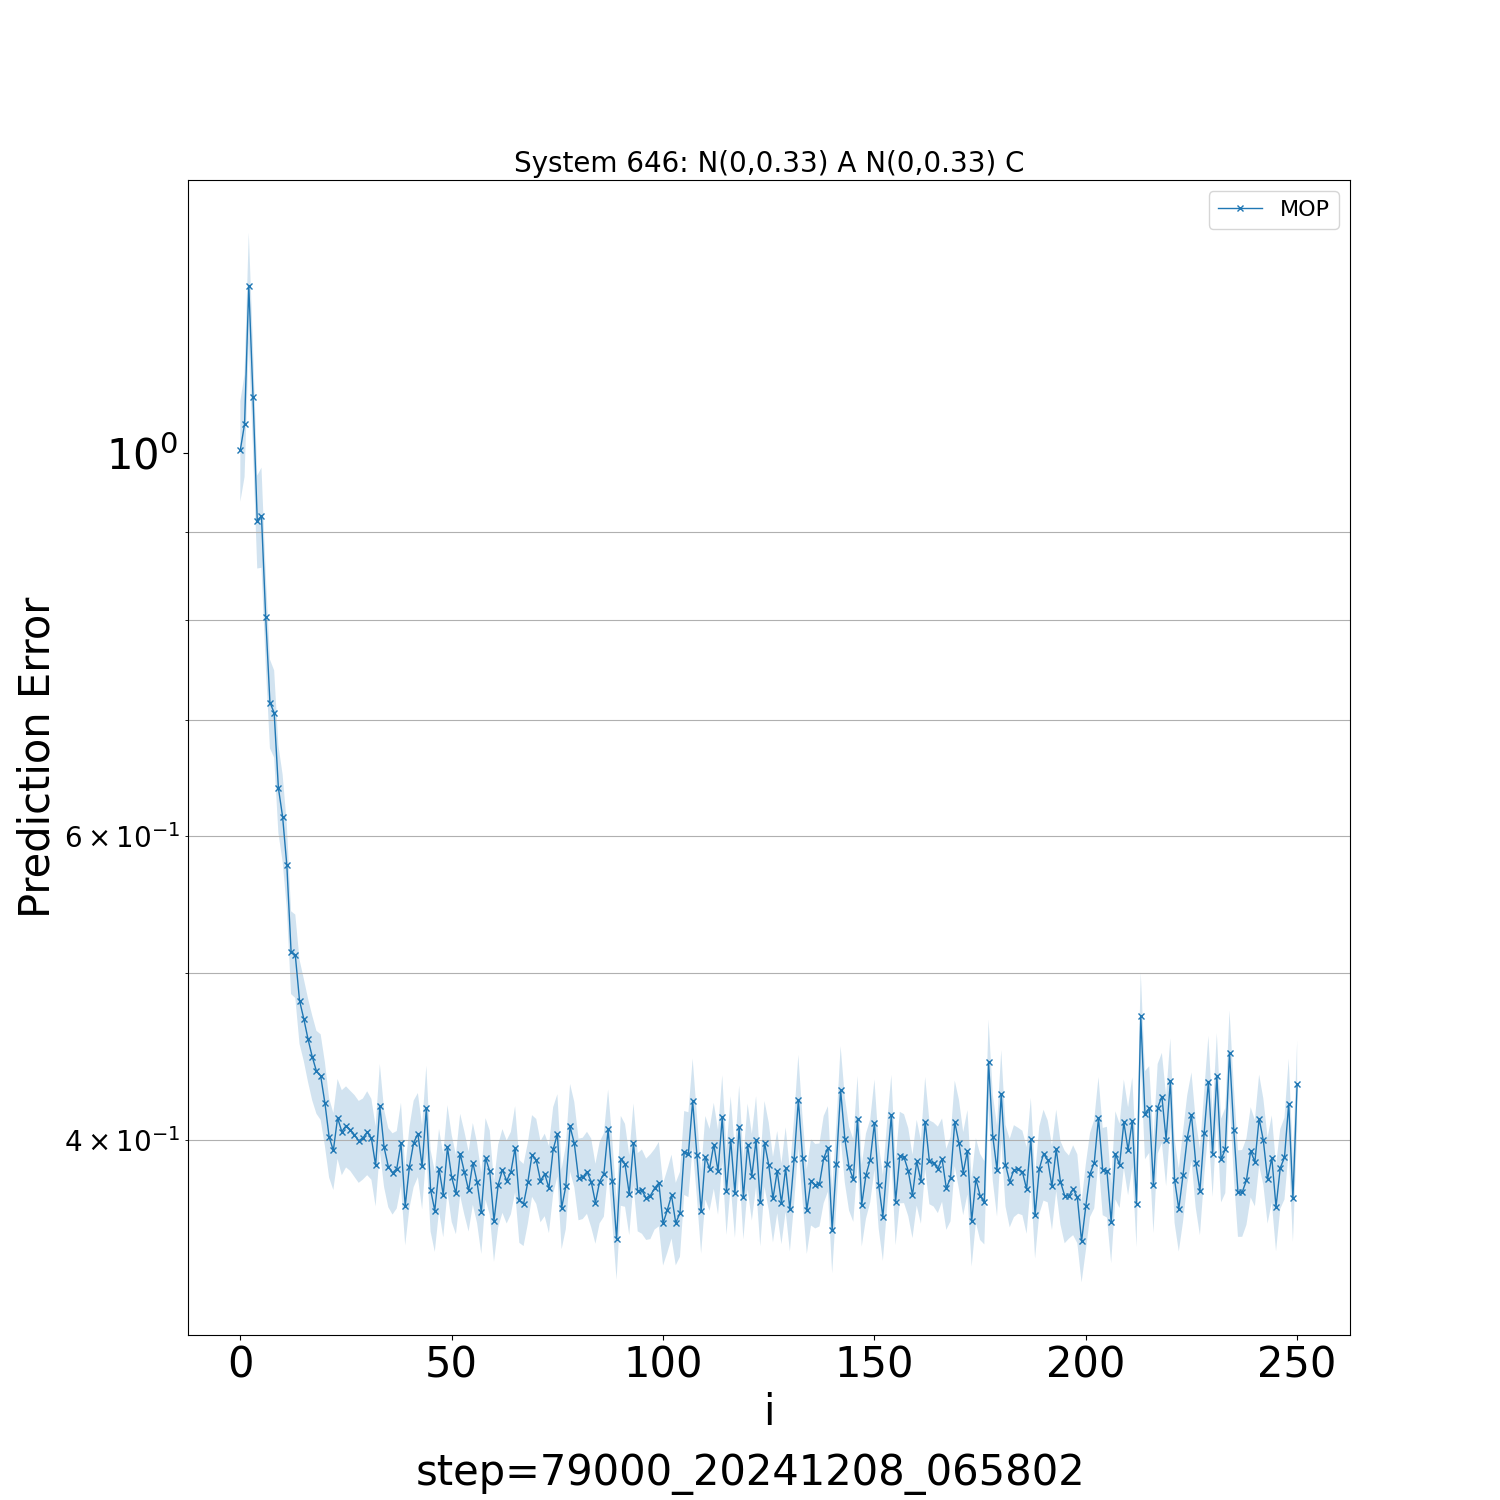 System 646: N(0,0.33) A N(0,0.33) C
MOP
10⁰
6 × 10⁻¹
4 × 10⁻¹
Prediction Error
0 50 100 150 200 250
i
step=79000_20241208_065802